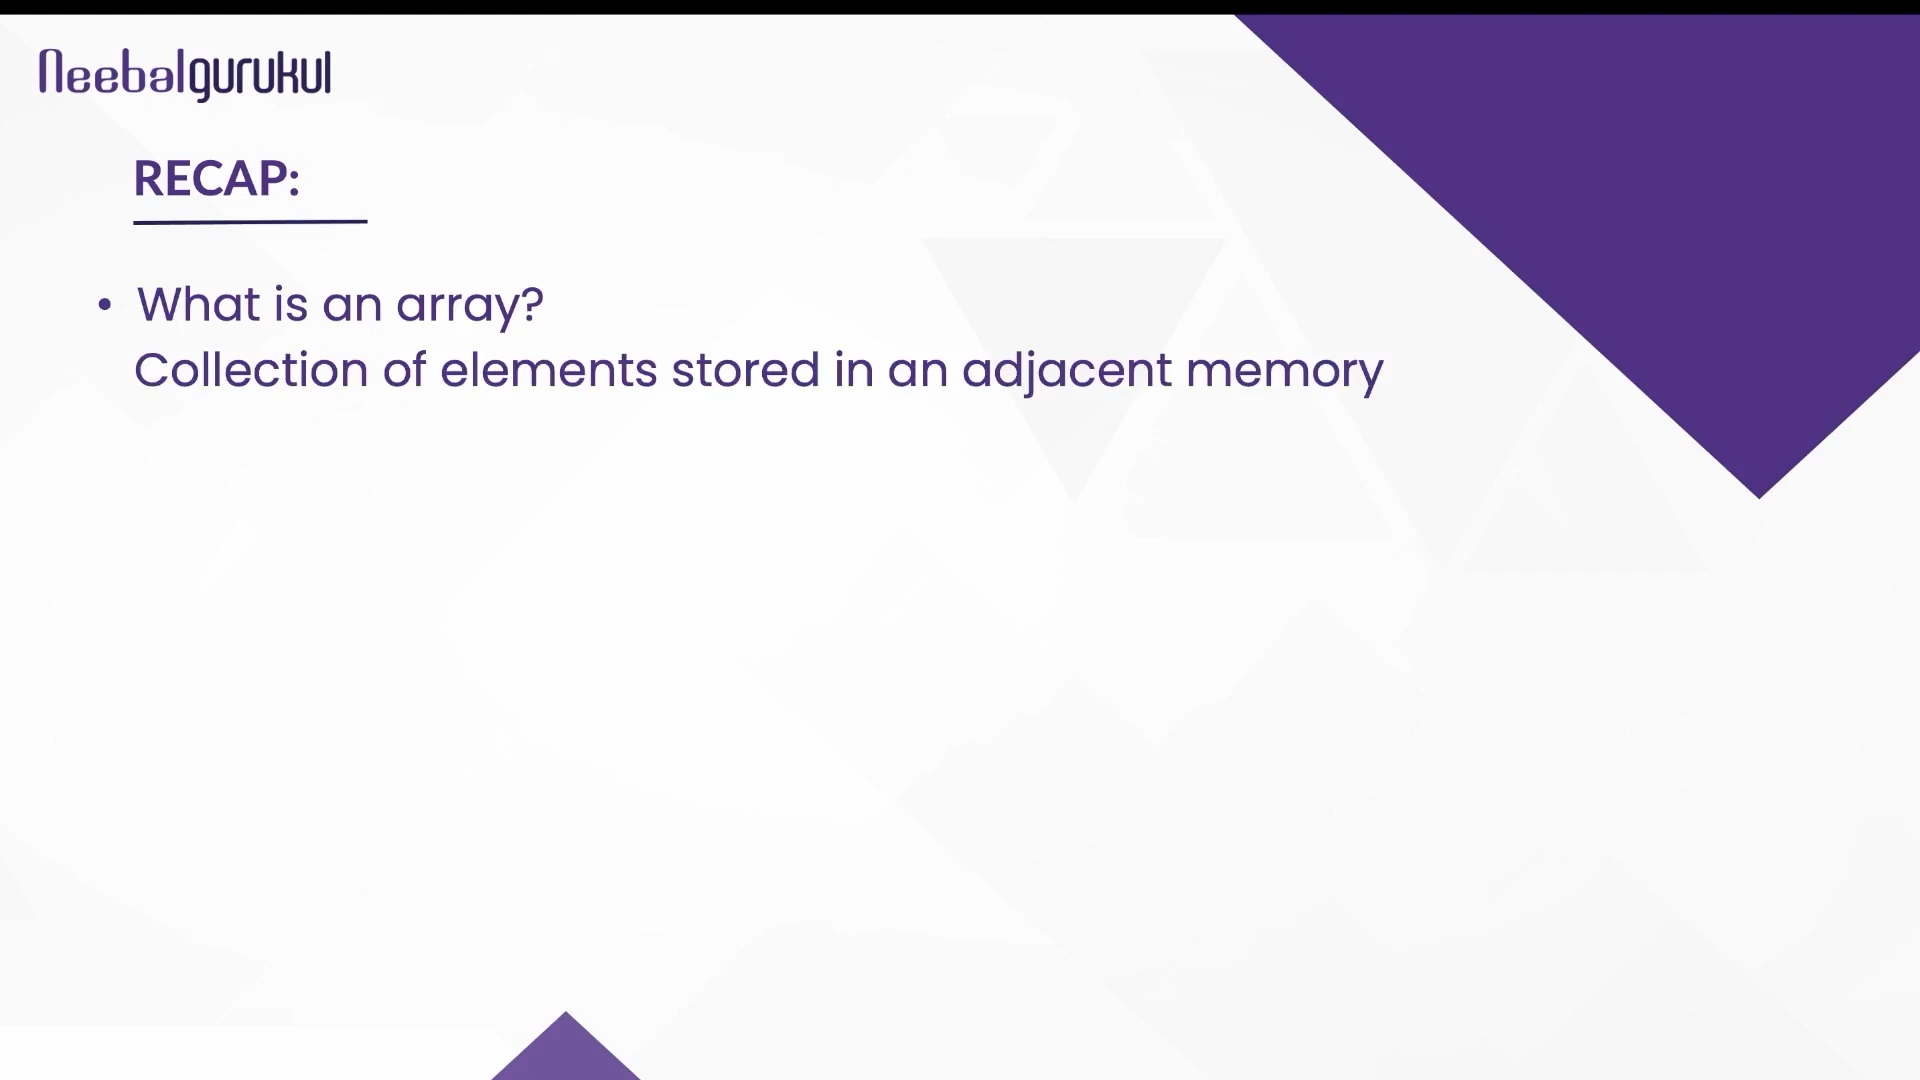 Neebalgurukul
RECAP:
• What is an array?
Collection of elements stored in an adjacent memory